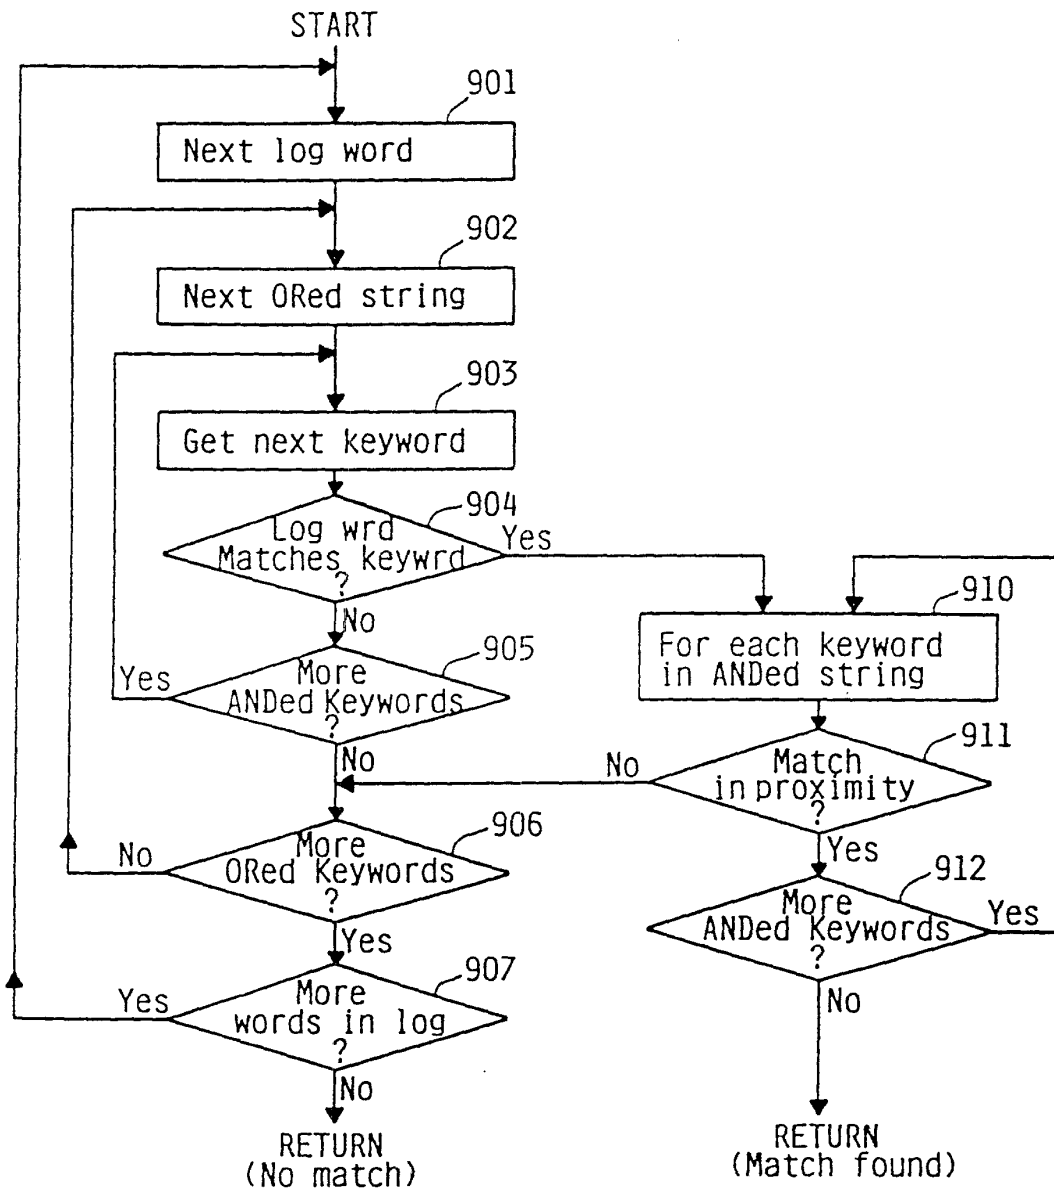 START
901
Next log word
902
Next ORed string
903
Get next keyword
904
Log wrd
Matches keywrd
?
Yes
No
910
For each keyword
in ANDed string
905
More
ANDed Keywords
?
Yes
No
911
Match
in proximity
?
No
Yes
906
More
ORed Keywords
?
No
Yes
912
More
ANDed Keywords
?
Yes
No
907
More
words in log
?
Yes
No
RETURN
(No match)
RETURN
(Match found)